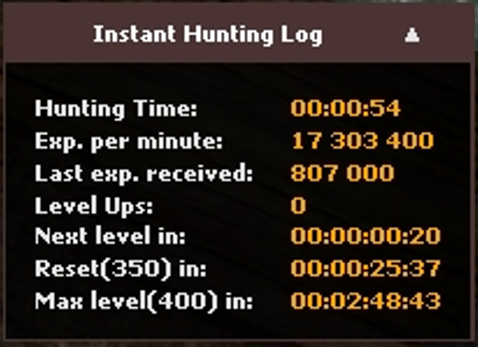 Instant Hunting Log
Hunting Time: 00:00:54
Exp. per minute: 17 303 400
Last exp. received: 807 000
Level Ups: 0
Next level in: 00:00:00:20
Reset(350) in: 00:00:25:37
Max level(400) in: 00:02:48:43